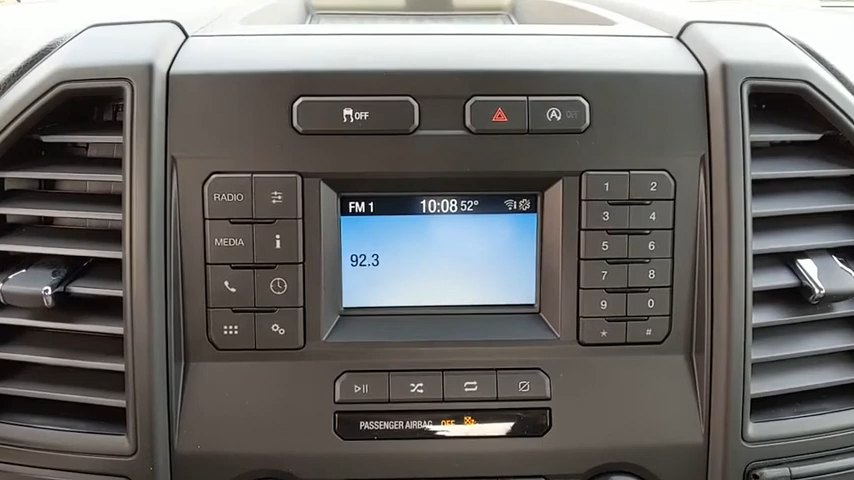 OFF
A OFF
RADIO
MEDIA
FM 1 10:08 52°
92.3
1 2
3 4
5 6
7 8
9 0
* #
PASSENGER AIRBAG OFF